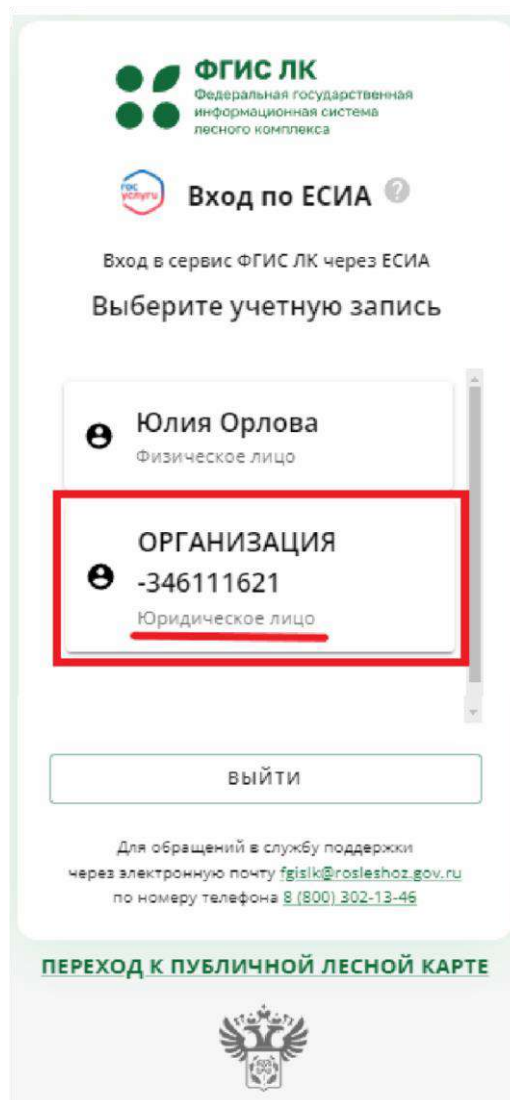 ФГИС ЛК
Федеральная государственная
информационная система
лесного комплекса
гос
услуги
Вход по ЕСИА ?
Вход в сервис ФГИС ЛК через ЕСИА
Выберите учетную запись
Юлия Орлова
Физическое лицо
ОРГАНИЗАЦИЯ
-346111621
Юридическое лицо
ВЫЙТИ
Для обращений в службу поддержки
через электронную почту fgislk@rosleshoz.gov.ru
по номеру телефона 8 (800) 302-13-46
ПЕРЕХОД К ПУБЛИЧНОЙ ЛЕСНОЙ КАРТЕ